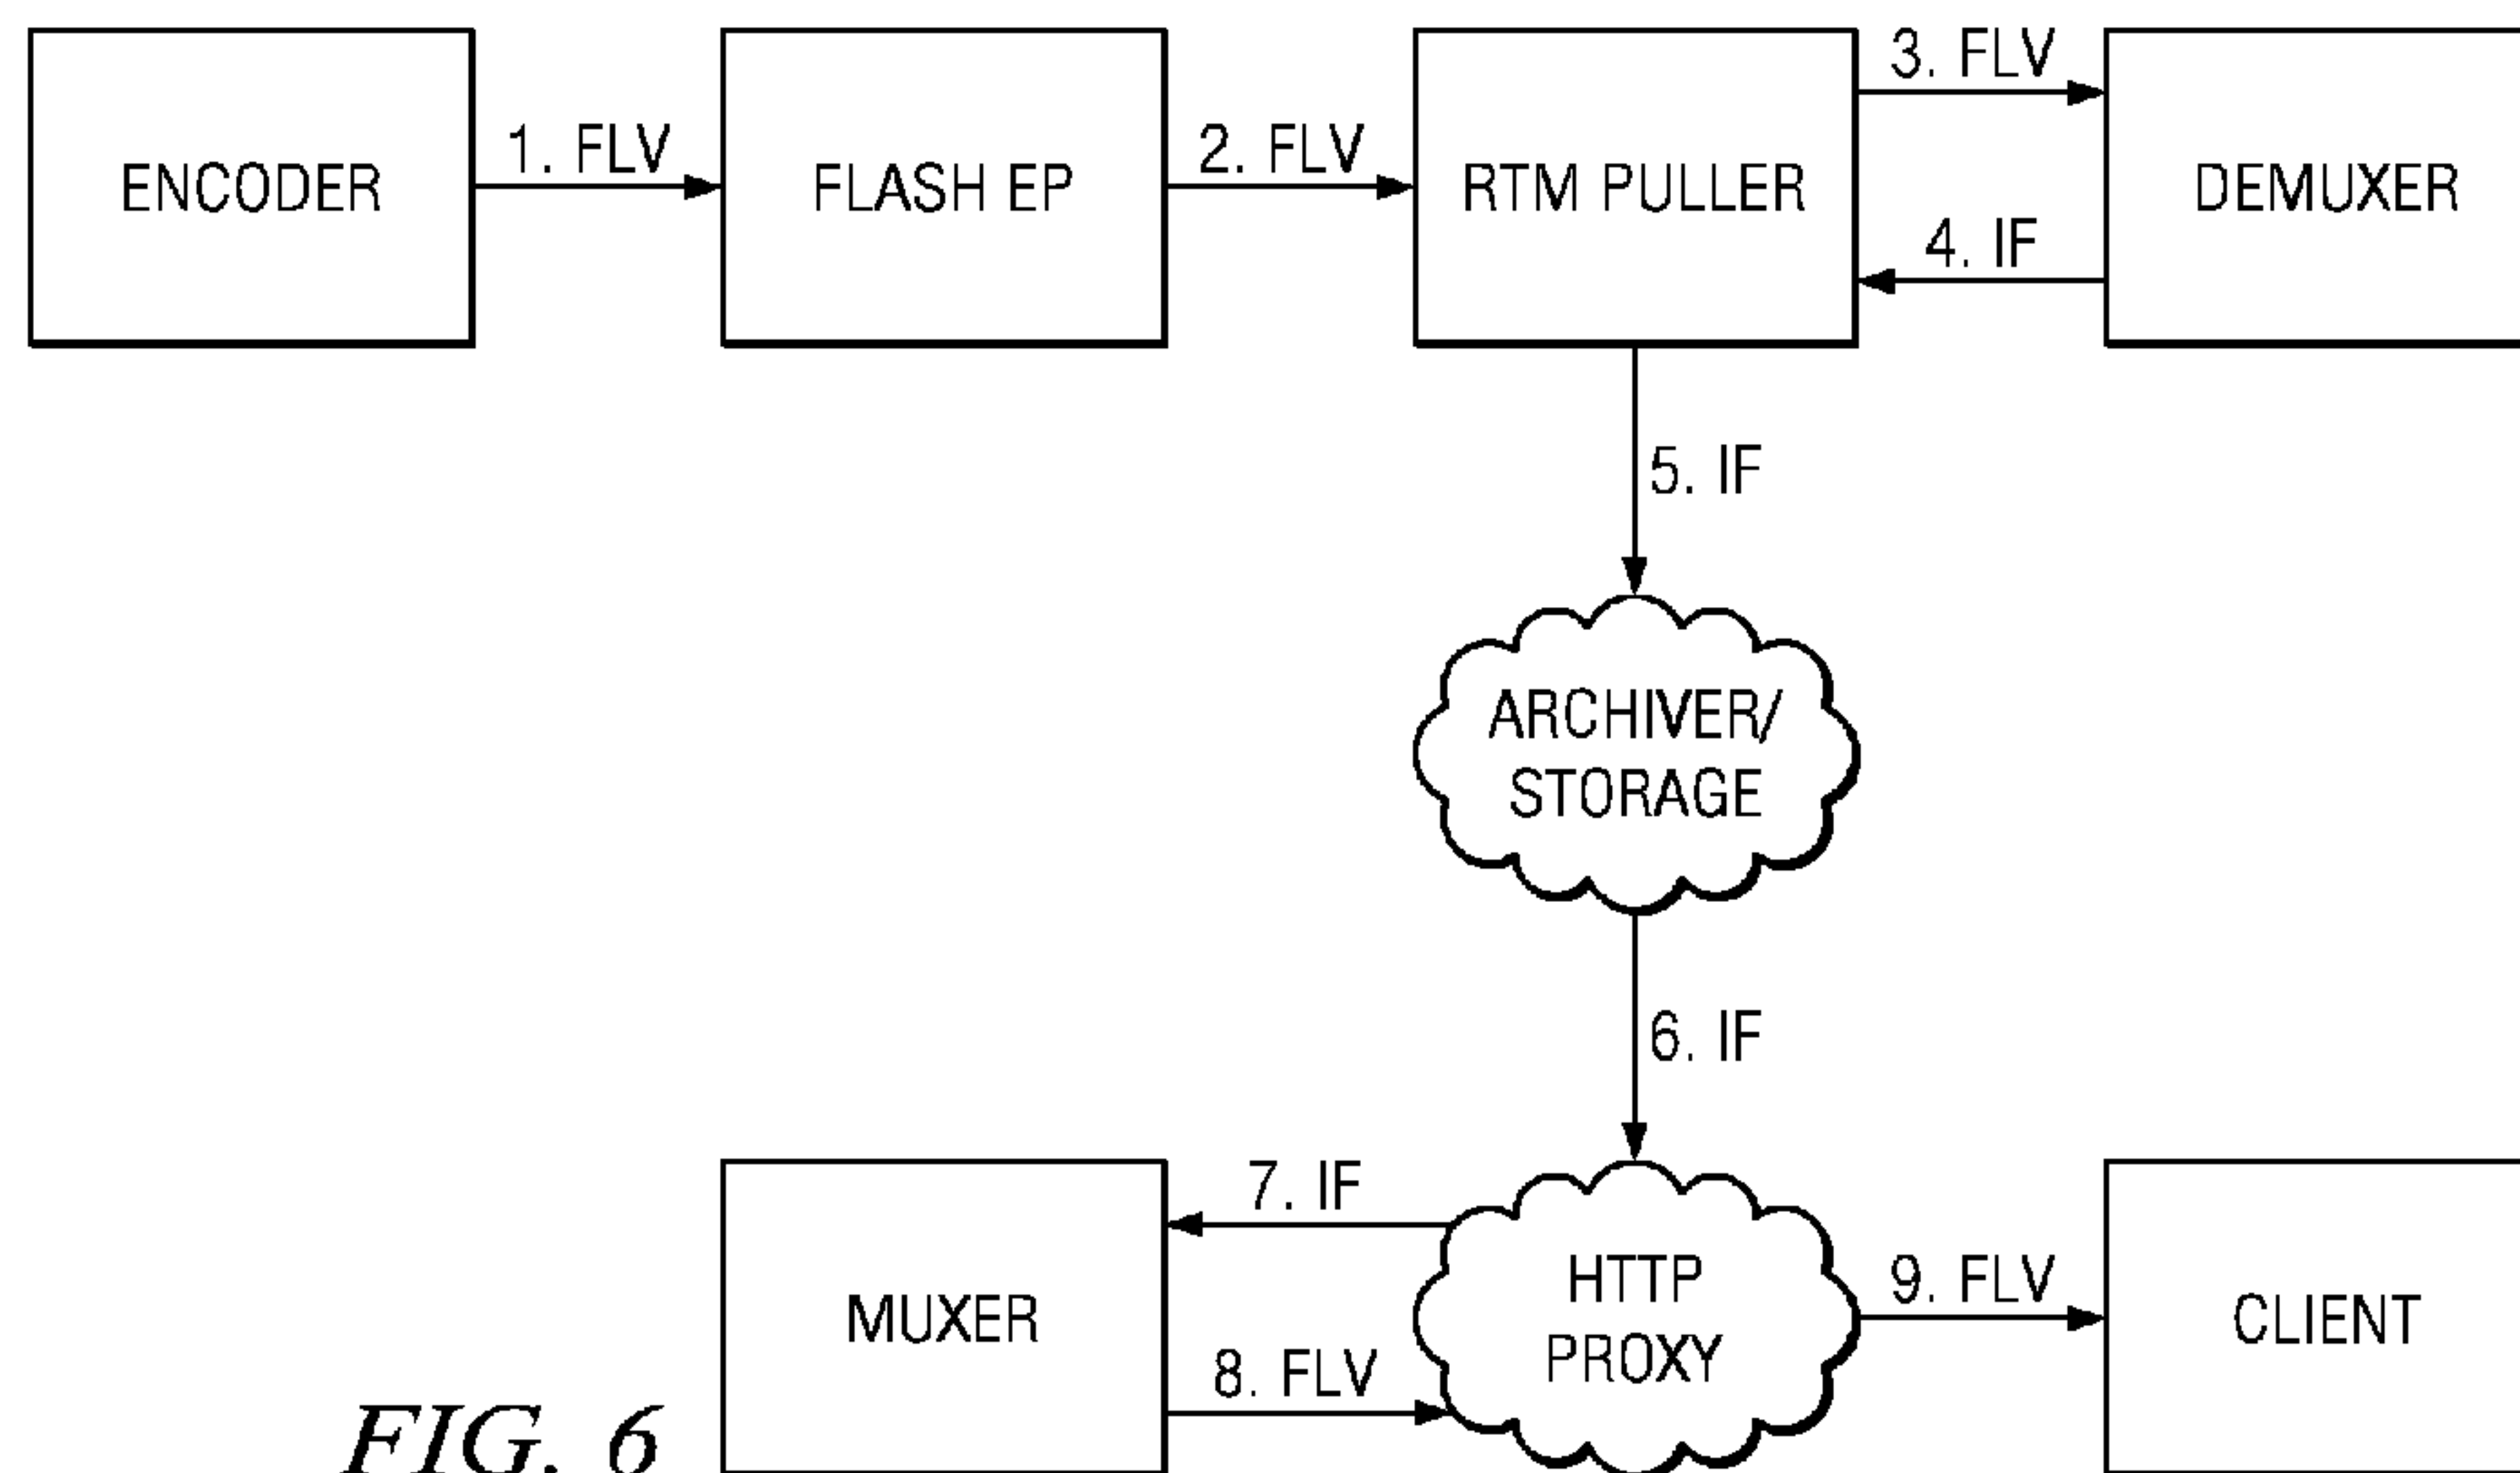 ENCODER
1. FLV
FLASH EP
2. FLV
RTM PULLER
3. FLV
4. IF
DEMUXER
5. IF
ARCHIVER/
STORAGE
6. IF
MUXER
7. IF
8. FLV
HTTP
PROXY
9. FLV
CLIENT
FIG. 6